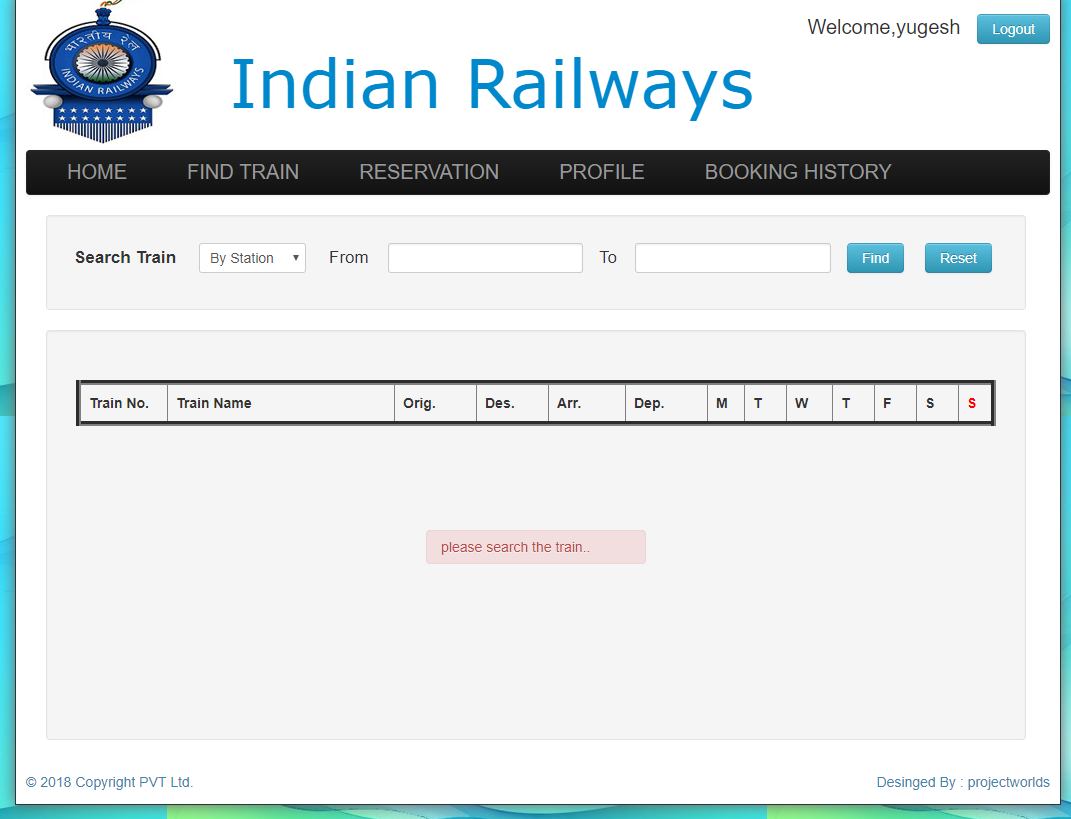 Welcome,yugesh Logout
भारतीय रेल
INDIAN RAILWAYS
Indian Railways
HOME FIND TRAIN RESERVATION PROFILE BOOKING HISTORY
Search Train By Station From To Find Reset
Train No. Train Name Orig. Des. Arr. Dep. M T W T F S S
please search the train..
© 2018 Copyright PVT Ltd. Desinged By : projectworlds